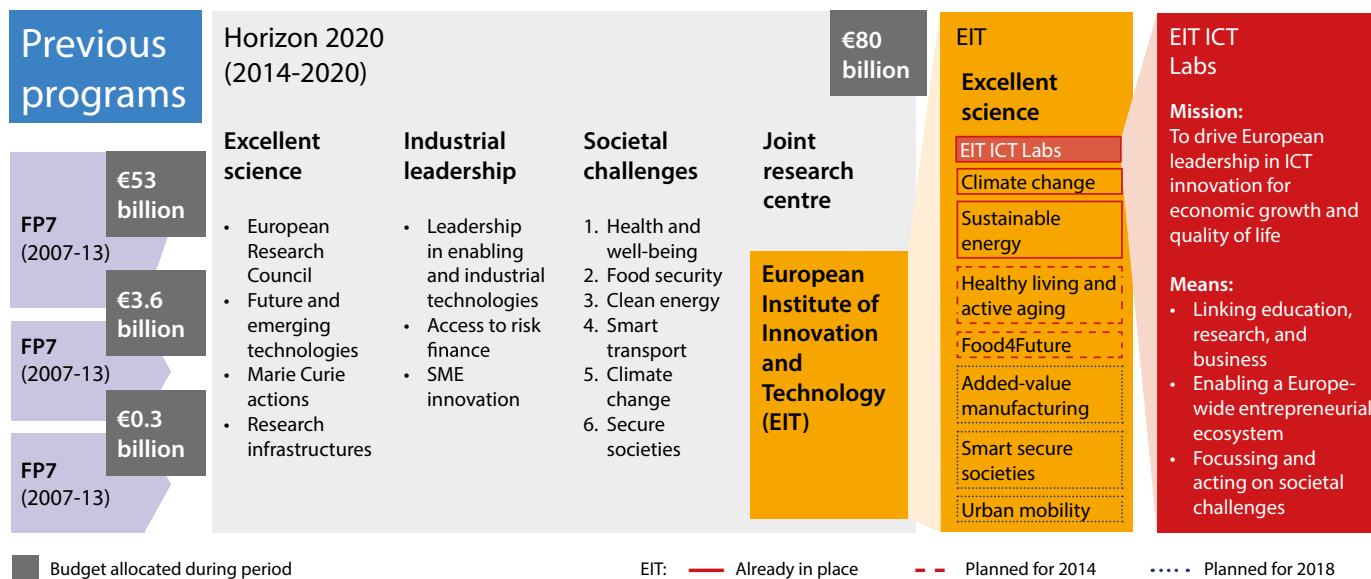 Previous
programs
€53
billion
FP7
(2007-13)
€3.6
billion
FP7
(2007-13)
€0.3
billion
FP7
(2007-13)
Horizon 2020
(2014-2020)
€80
billion
Excellent
science
• European
Research
Council
• Future and
emerging
technologies
• Marie Curie
actions
• Research
infrastructures
Industrial
leadership
• Leadership
in enabling
and industrial
technologies
• Access to risk
finance
• SME
innovation
Societal
challenges
1. Health and
well-being
2. Food security
3. Clean energy
4. Smart
transport
5. Climate
change
6. Secure
societies
Joint
research
centre
European
Institute of
Innovation
and
Technology
(EIT)
EIT
Excellent
science
EIT ICT Labs
Climate change
Sustainable
energy
Healthy living and
active aging
Food4Future
Added-value
manufacturing
Smart secure
societies
Urban mobility
EIT ICT
Labs
Mission:
To drive European
leadership in ICT
innovation for
economic growth and
quality of life
Means:
• Linking education,
research, and
business
• Enabling a Europe-
wide entrepreneurial
ecosystem
• Focussing and
acting on societal
challenges
Budget allocated during period
EIT: Already in place Planned for 2014 Planned for 2018